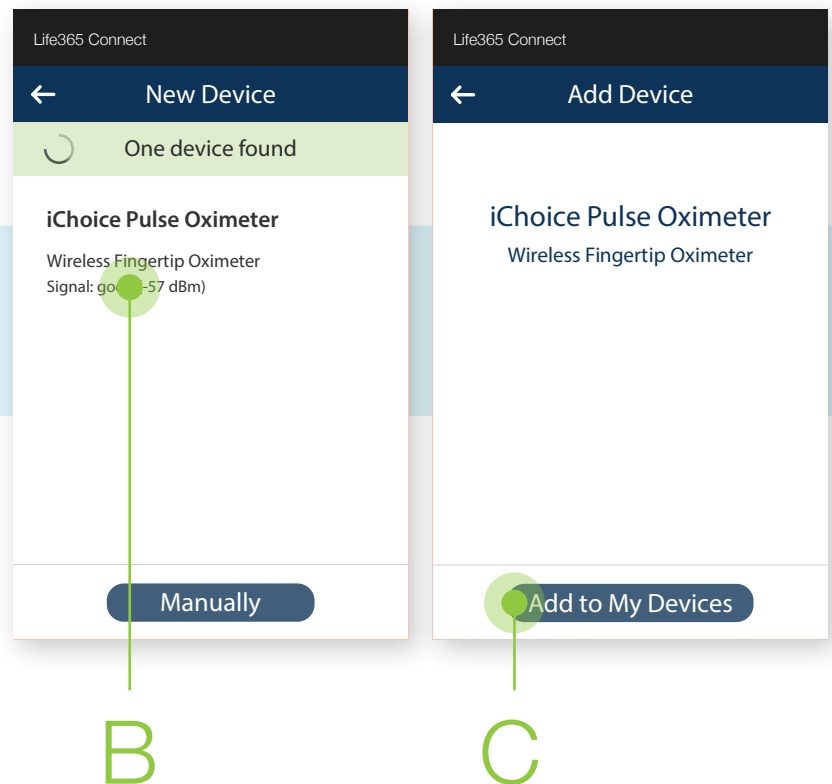 Life365 Connect
New Device
One device found
iChoice Pulse Oximeter
Wireless Fingertip Oximeter
Signal: go -57 dBm)
Manually
B
Life365 Connect
Add Device
iChoice Pulse Oximeter
Wireless Fingertip Oximeter
Add to My Devices
C